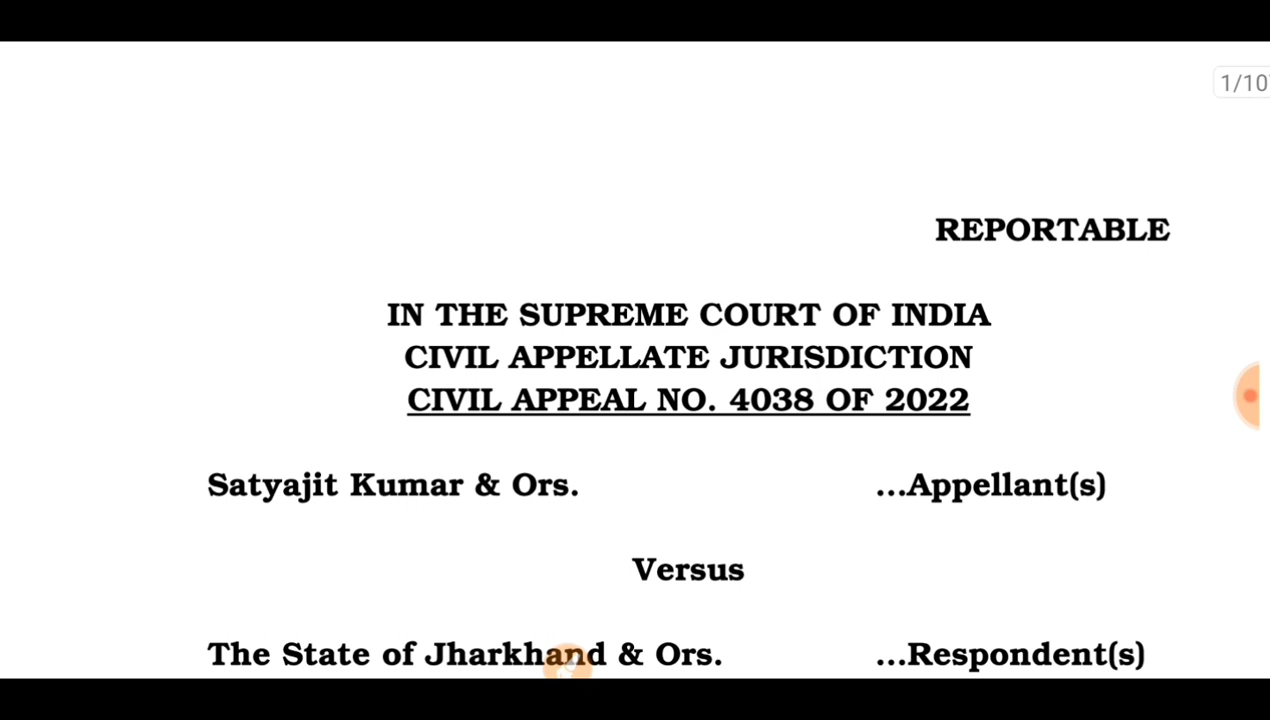 1/10
REPORTABLE
IN THE SUPREME COURT OF INDIA
CIVIL APPELLATE JURISDICTION
CIVIL APPEAL NO. 4038 OF 2022
Satyajit Kumar & Ors. ...Appellant(s)
Versus
The State of Jharkhand & Ors. ...Respondent(s)